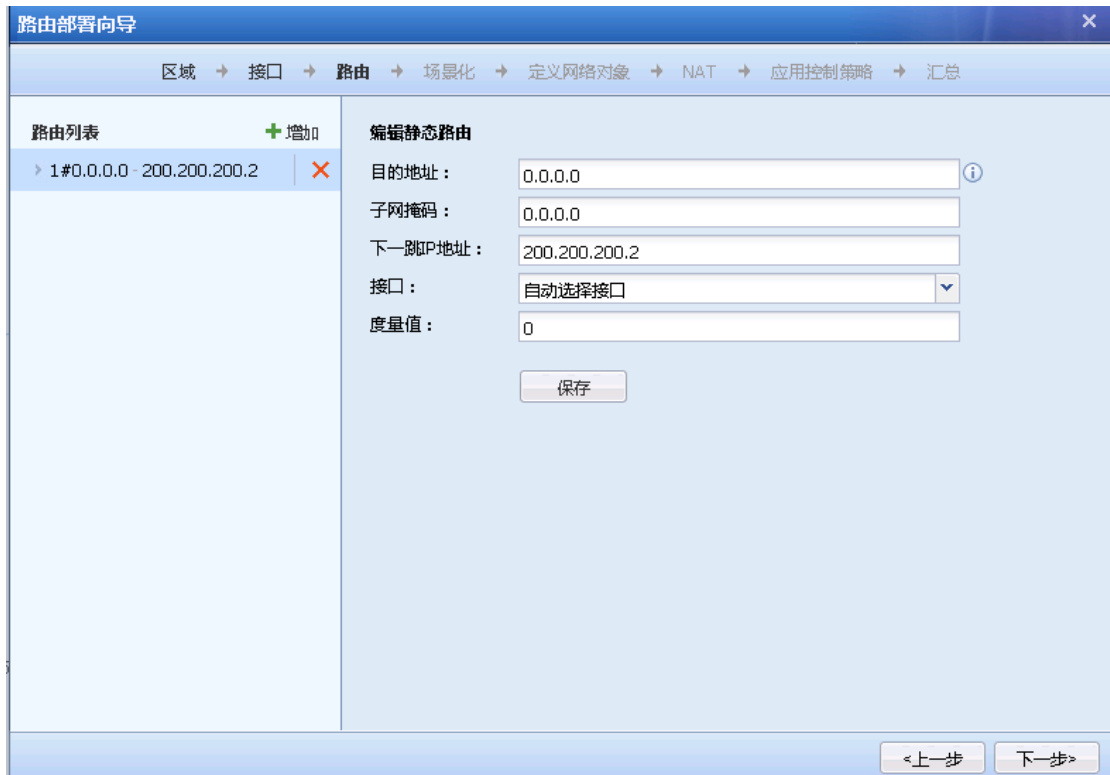 路由部署向导
区域 → 接口 → 路由 → 场景化 → 定义网络对象 → NAT → 应用控制策略 → 汇总
路由列表 增加
1#0.0.0.0 - 200.200.200.2
编辑静态路由
目的地址： 0.0.0.0
子网掩码： 0.0.0.0
下一跳IP地址： 200.200.200.2
接口： 自动选择接口
度量值： 0
保存
<上一步 下一步>